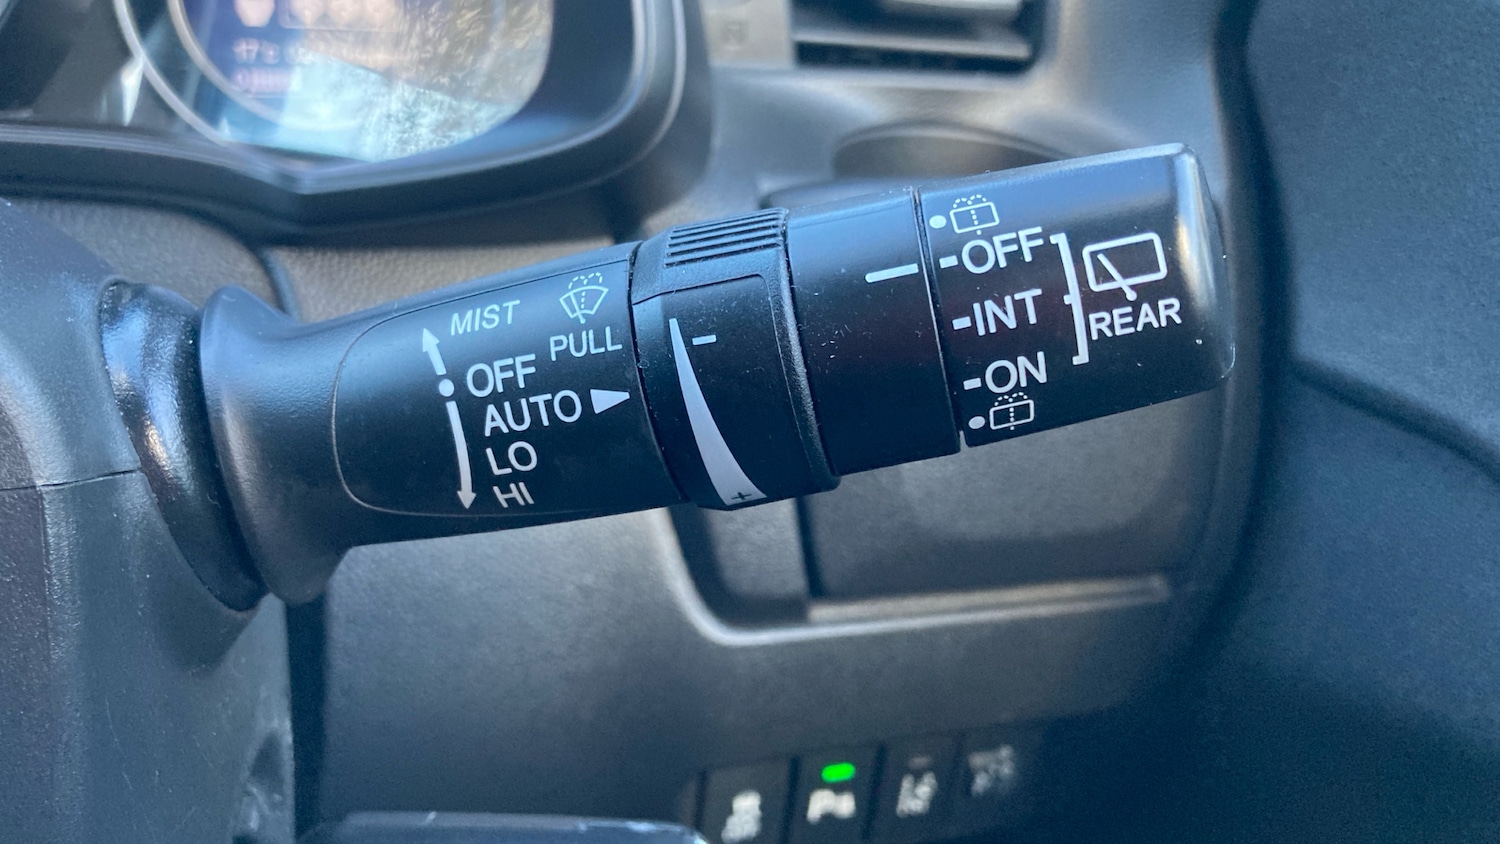 MIST
PULL
OFF
AUTO
LO
HI
-
+
OFF
INT
ON
REAR